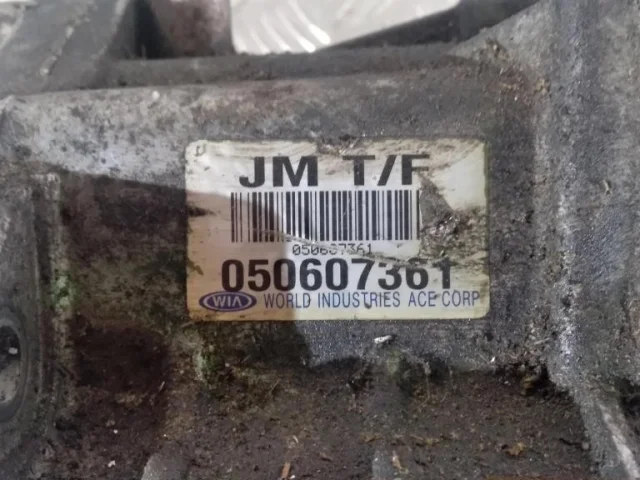 JM T/F
050607361
050607361
WIA WORLD INDUSTRIES ACE CORP